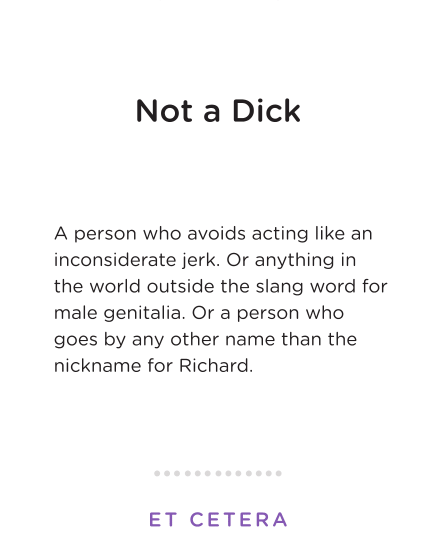 Not a Dick
A person who avoids acting like an
inconsiderate jerk. Or anything in
the world outside the slang word for
male genitalia. Or a person who
goes by any other name than the
nickname for Richard.
ET CETERA